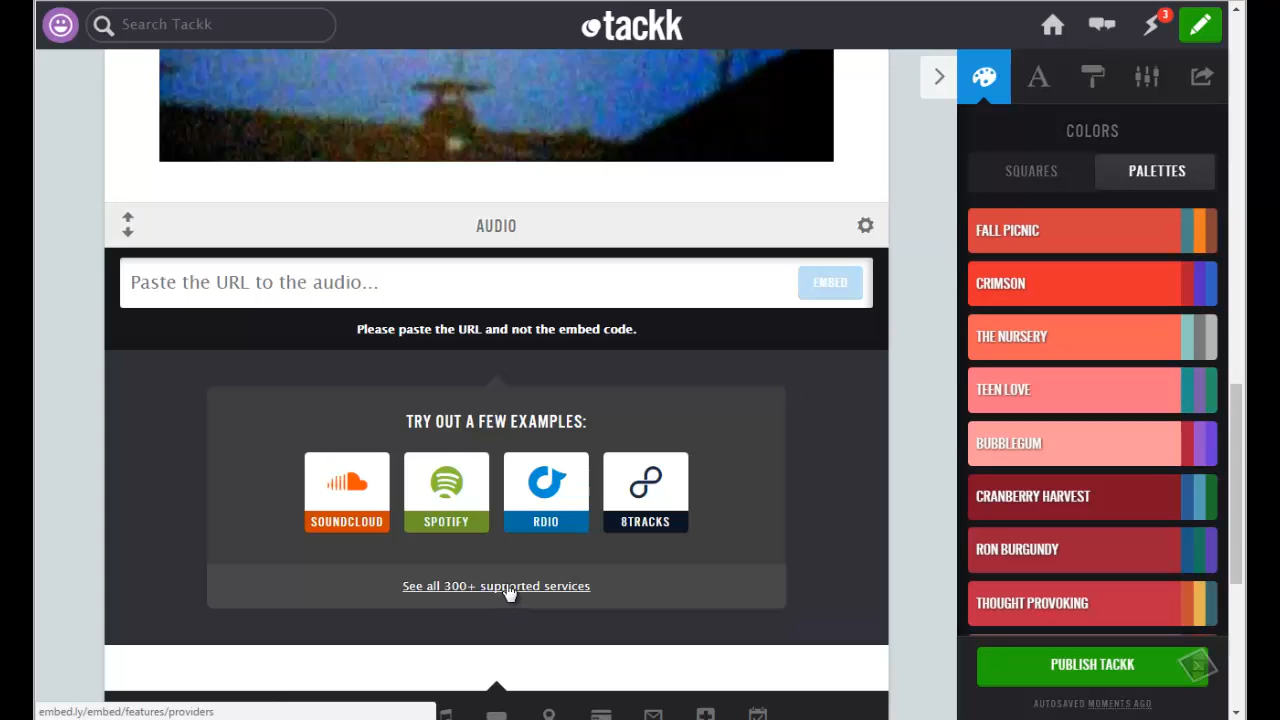 Search Tackk
tackk
3
COLORS
SQUARES
PALETTES
AUDIO
Paste the URL to the audio...
EMBED
Please paste the URL and not the embed code.
TRY OUT A FEW EXAMPLES:
SOUNDCLOUD
SPOTIFY
RDIO
8TRACKS
See all 300+ supported services
FALL PICNIC
CRIMSON
THE NURSERY
TEEN LOVE
BUBBLEGUM
CRANBERRY HARVEST
RON BURGUNDY
THOUGHT PROVOKING
PUBLISH TACKK
AUTOSAVED MOMENTS AGO
embed.ly/embed/features/providers